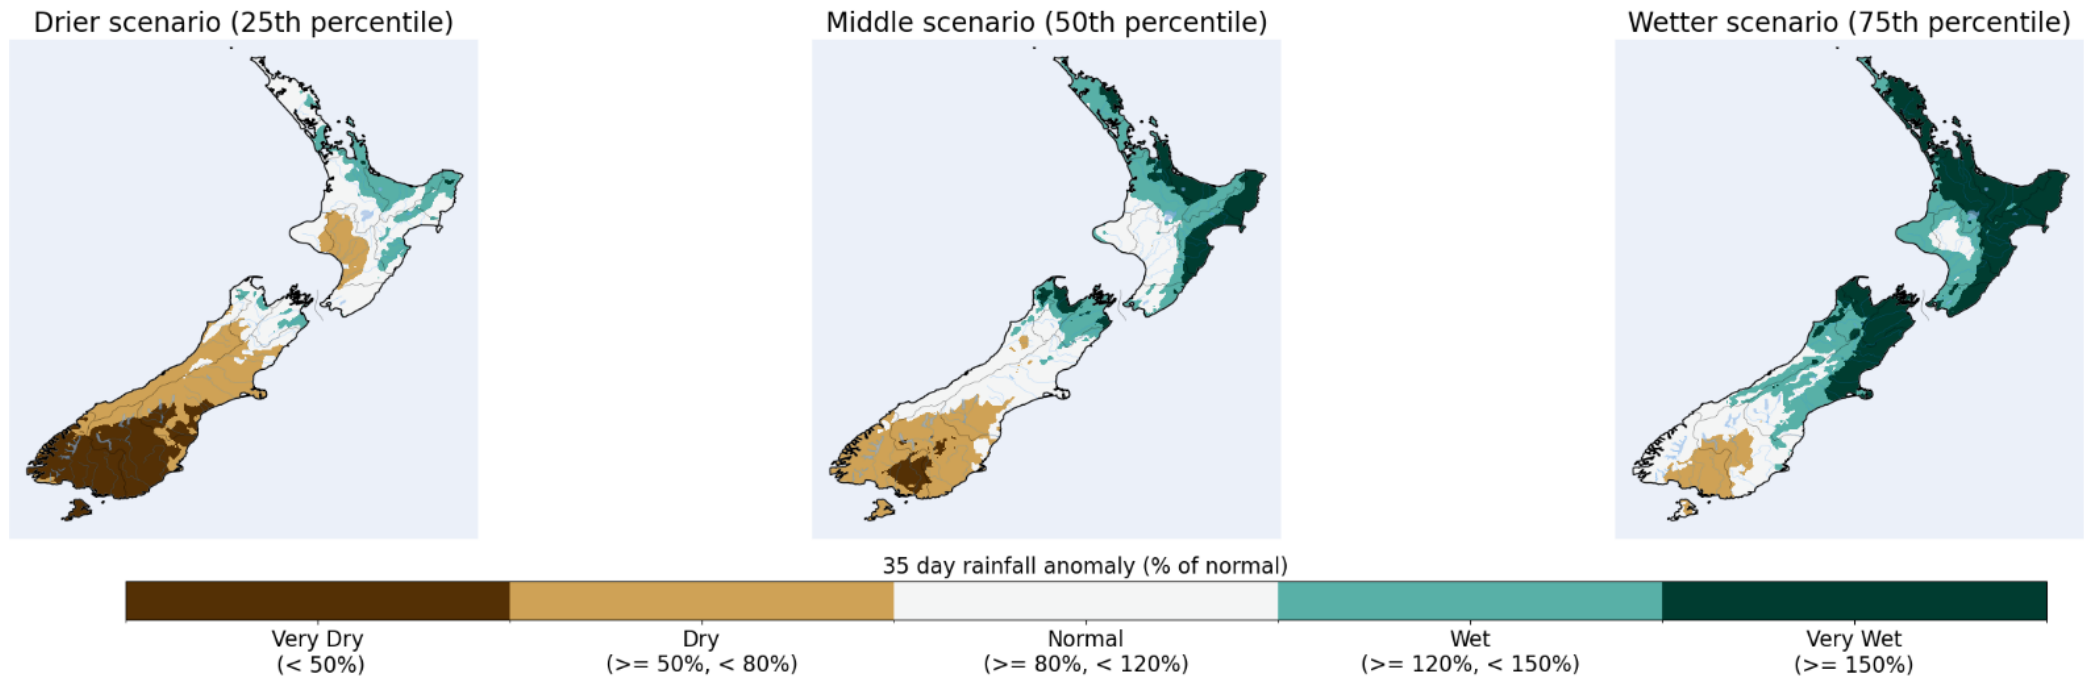 Drier scenario (25th percentile)
Middle scenario (50th percentile)
Wetter scenario (75th percentile)
35 day rainfall anomaly (% of normal)
Very Dry
(< 50%)
Dry
(>= 50%, < 80%)
Normal
(>= 80%, < 120%)
Wet
(>= 120%, < 150%)
Very Wet
(>= 150%)